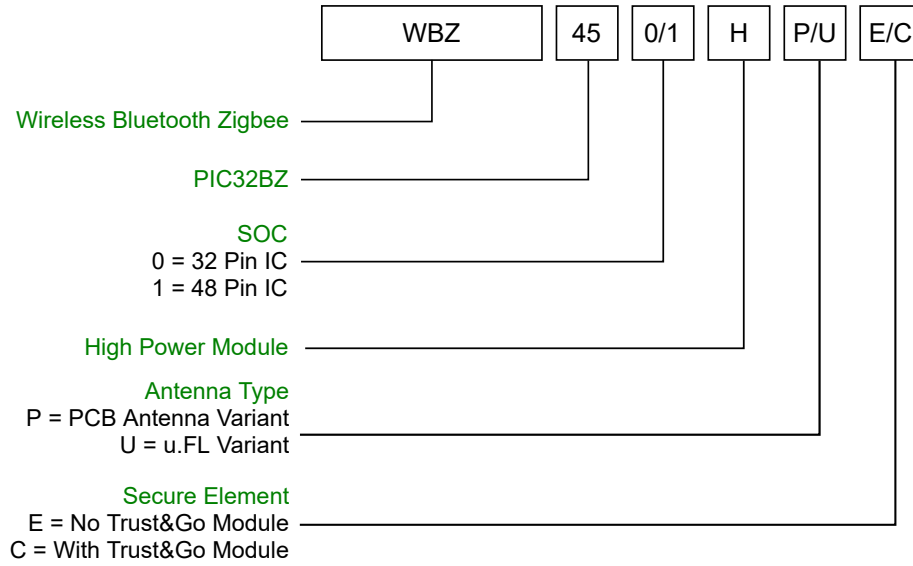 WBZ 45 0/1 H P/U E/C
Wireless Bluetooth Zigbee
PIC32BZ
SOC
0 = 32 Pin IC
1 = 48 Pin IC
High Power Module
Antenna Type
P = PCB Antenna Variant
U = u.FL Variant
Secure Element
E = No Trust&Go Module
C = With Trust&Go Module